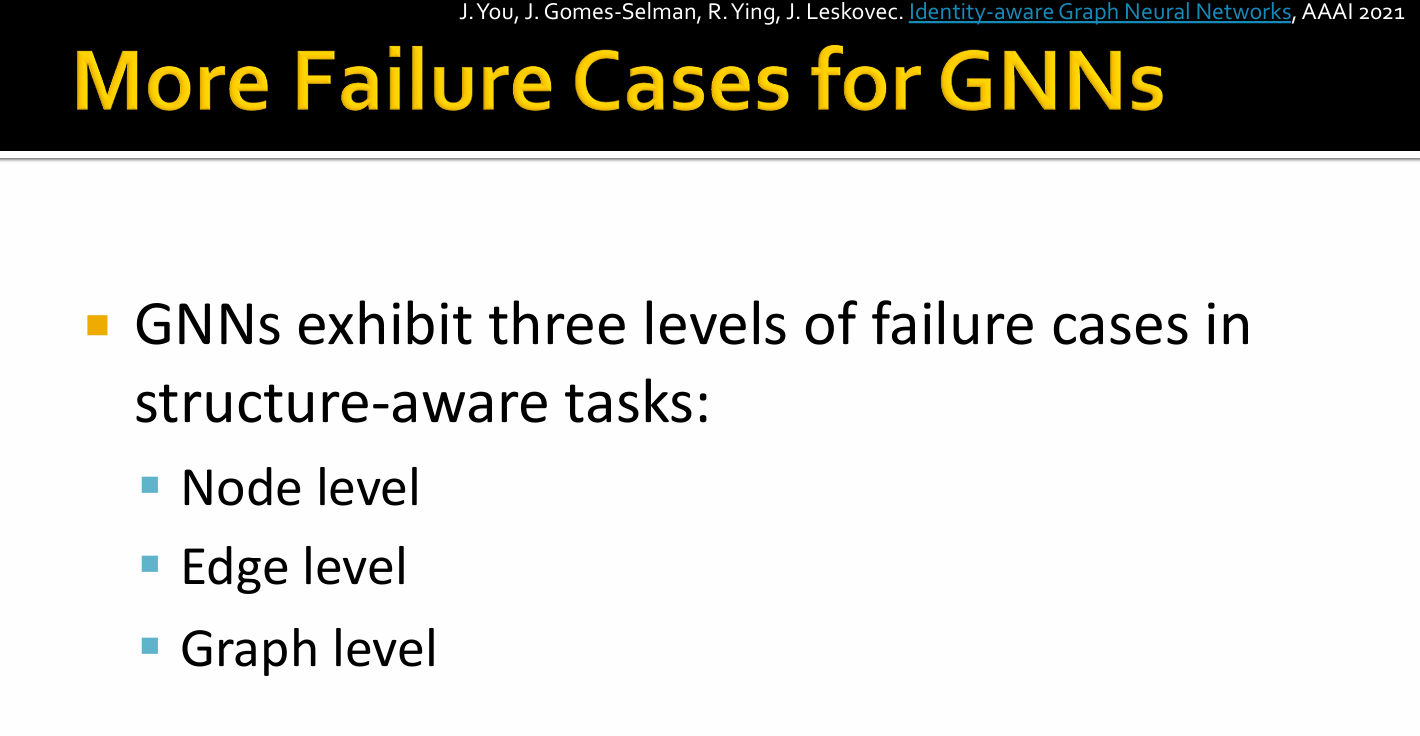 J. You, J. Gomes-Selman, R. Ying, J. Leskovec. Identity-aware Graph Neural Networks, AAAI 2021
More Failure Cases for GNNs
GNNs exhibit three levels of failure cases in
structure-aware tasks:
Node level
Edge level
Graph level